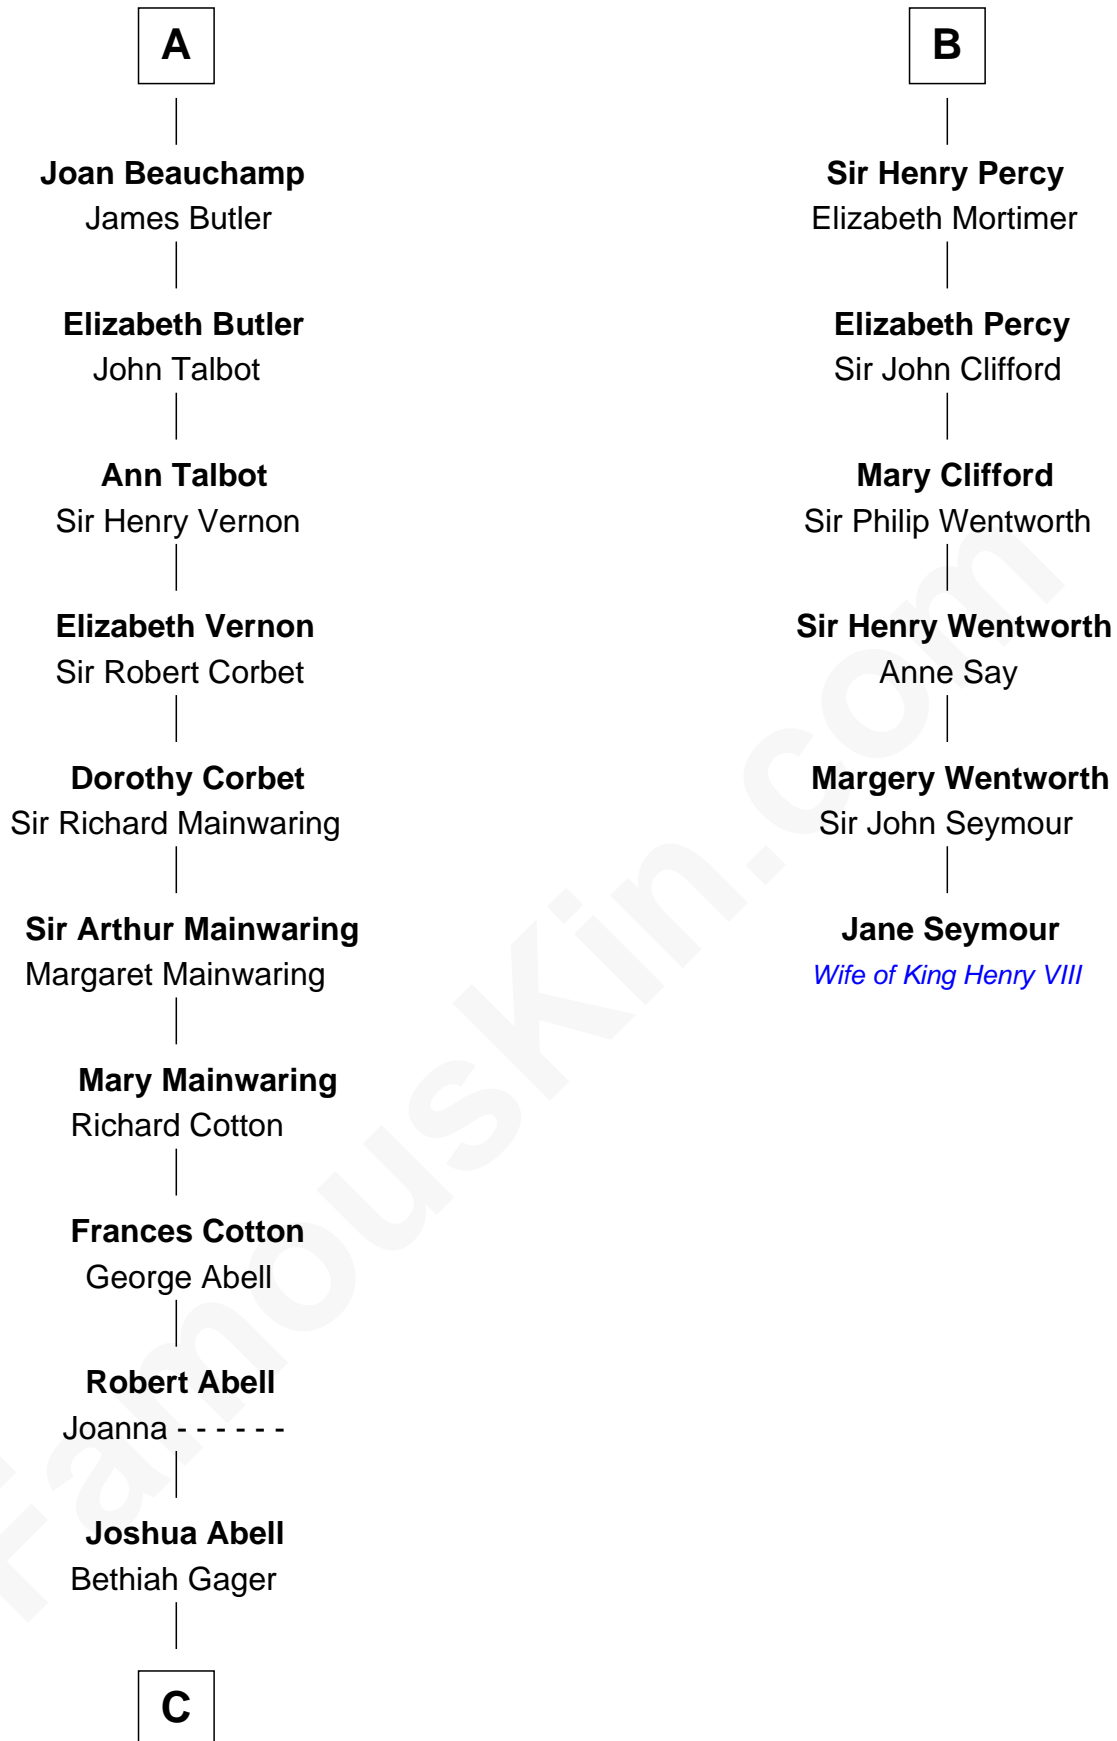 A
Joan Beauchamp
James Butler
Elizabeth Butler
John Talbot
Ann Talbot
Sir Henry Vernon
Elizabeth Vernon
Sir Robert Corbet
Dorothy Corbet
Sir Richard Mainwaring
Sir Arthur Mainwaring
Margaret Mainwaring
Mary Mainwaring
Richard Cotton
Frances Cotton
George Abell
Robert Abell
Joanna - - - - - -
Joshua Abell
Bethiah Gager
C
B
Sir Henry Percy
Elizabeth Mortimer
Elizabeth Percy
Sir John Clifford
Mary Clifford
Sir Philip Wentworth
Sir Henry Wentworth
Anne Say
Margery Wentworth
Sir John Seymour
Jane Seymour
Wife of King Henry VIII
FamousKin.com